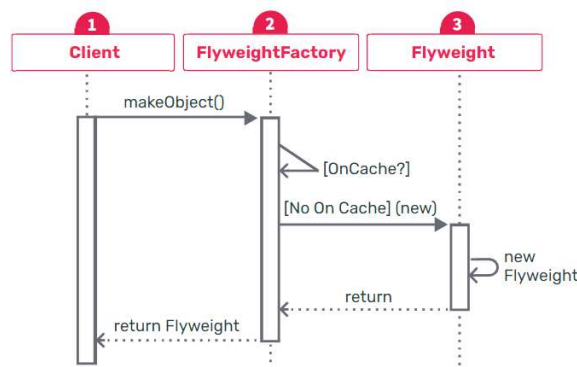 1
2
3
Client
FlyweightFactory
Flyweight
makeObject()
[OnCache?]
[No On Cache] (new)
new
Flyweight
return
return Flyweight